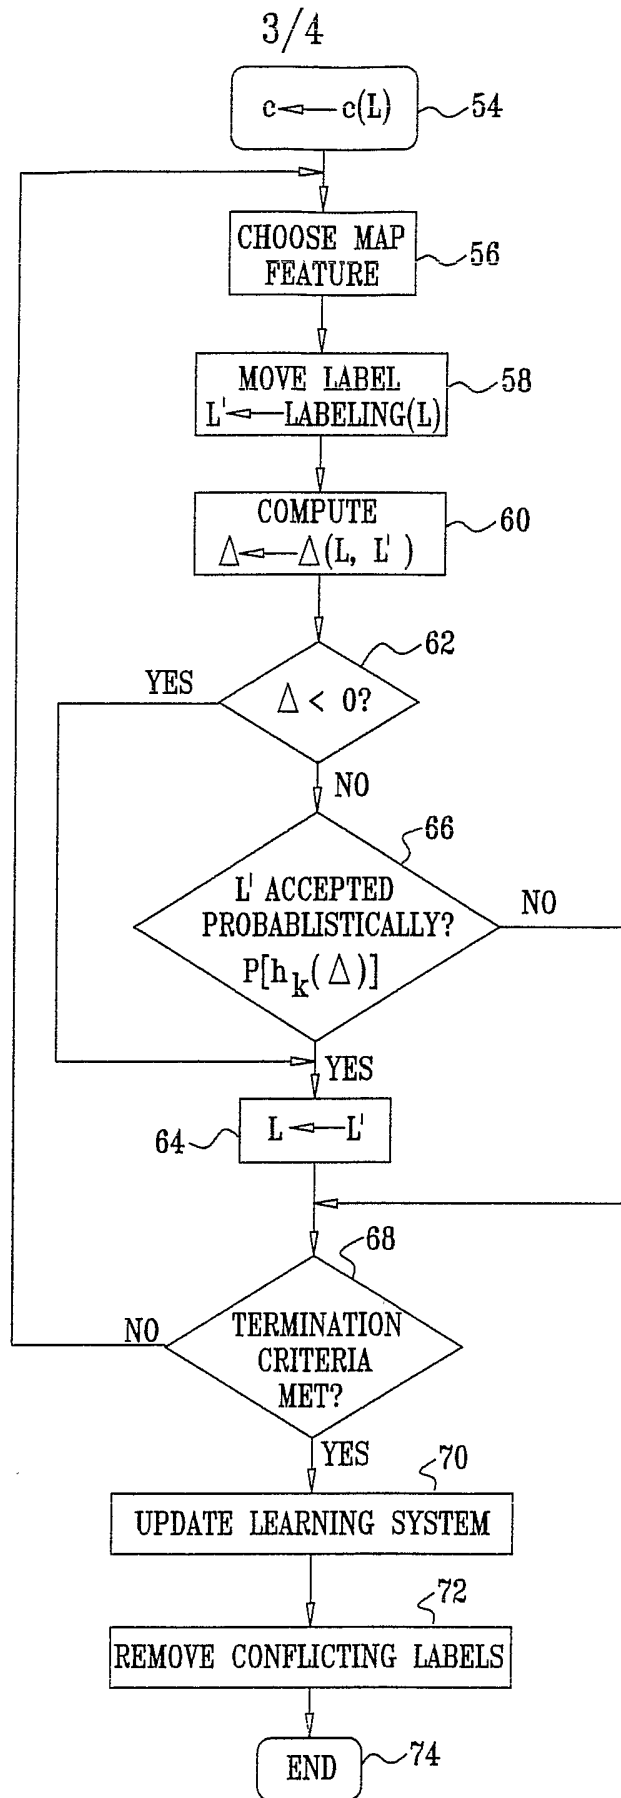 3/4
c ← c(L)
54
CHOOSE MAP
FEATURE
56
MOVE LABEL
L' ← LABELING(L)
58
COMPUTE
Δ ← Δ(L, L')
60
62
YES
Δ < 0?
NO
66
L' ACCEPTED
PROBABLISTICALLY?
P[h_k(Δ)]
NO
YES
L ← L'
64
68
NO
TERMINATION
CRITERIA
MET?
YES
70
UPDATE LEARNING SYSTEM
72
REMOVE CONFLICTING LABELS
END
74